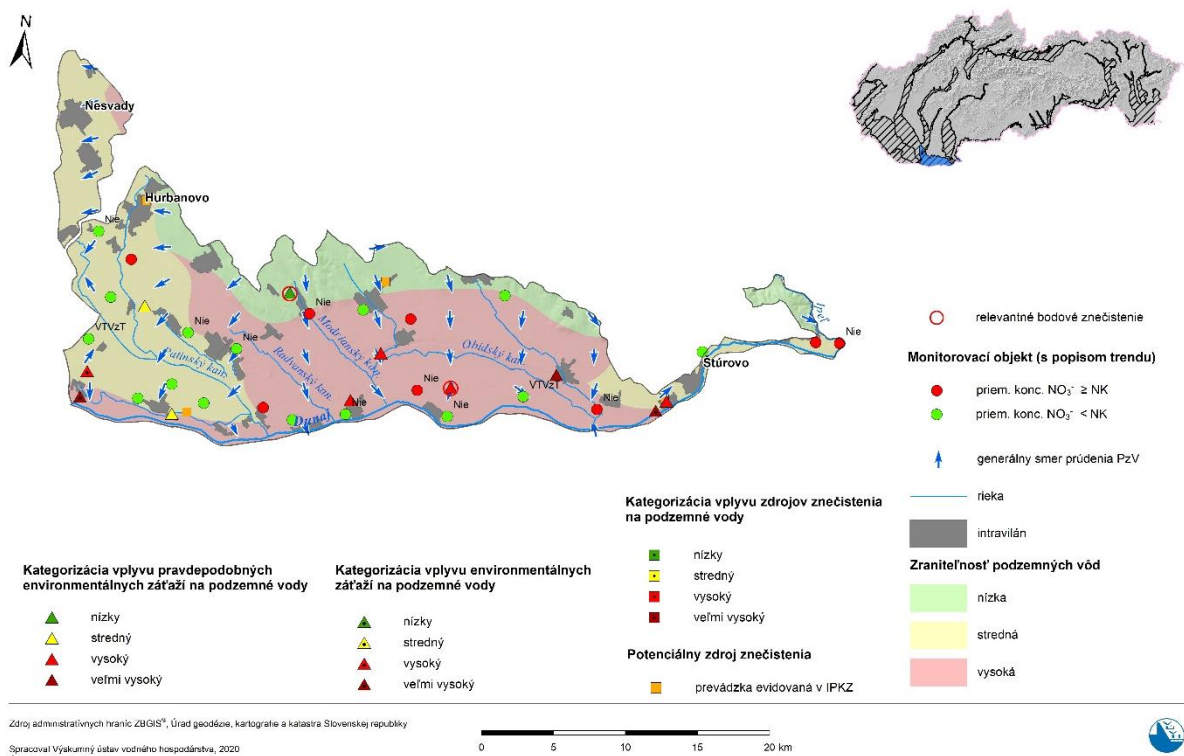 N
Nesvady
Hurbanovo
Nie
Nie
Nie
VTVzT
Nie
Nie
Patínsky kan.
Radvanský kan.
Modriansky kan.
Obidský kan.
Nie
VTVzT
Nie
Nie
Nie
Dunaj
Štúrovo
Ipeľ
Nie
relevantné bodové znečistenie
Monitorovací objekt (s popisom trendu)
priem. konc. NO₃⁻ ≥ NK
priem. konc. NO₃⁻ < NK
generálny smer prúdenia PzV
rieka
intravilán
Zraniteľnosť podzemných vôd
nízka
stredná
vysoká
Kategorizácia vplyvu zdrojov znečistenia
na podzemné vody
nízky
stredný
vysoký
veľmi vysoký
Potenciálny zdroj znečistenia
prevádzka evidovaná v IPKZ
Kategorizácia vplyvu pravdepodobných
environmentálnych záťaží na podzemné vody
nízky
stredný
vysoký
veľmi vysoký
Kategorizácia vplyvu environmentálnych
záťaží na podzemné vody
nízky
stredný
vysoký
veľmi vysoký
Zdroj administratívnych hraníc ZBGIS®, Úrad geodézie, kartografie a katastra Slovenskej republiky
Spracoval Výskumný ústav vodného hospodárstva, 2020
0 5 10 15 20 km